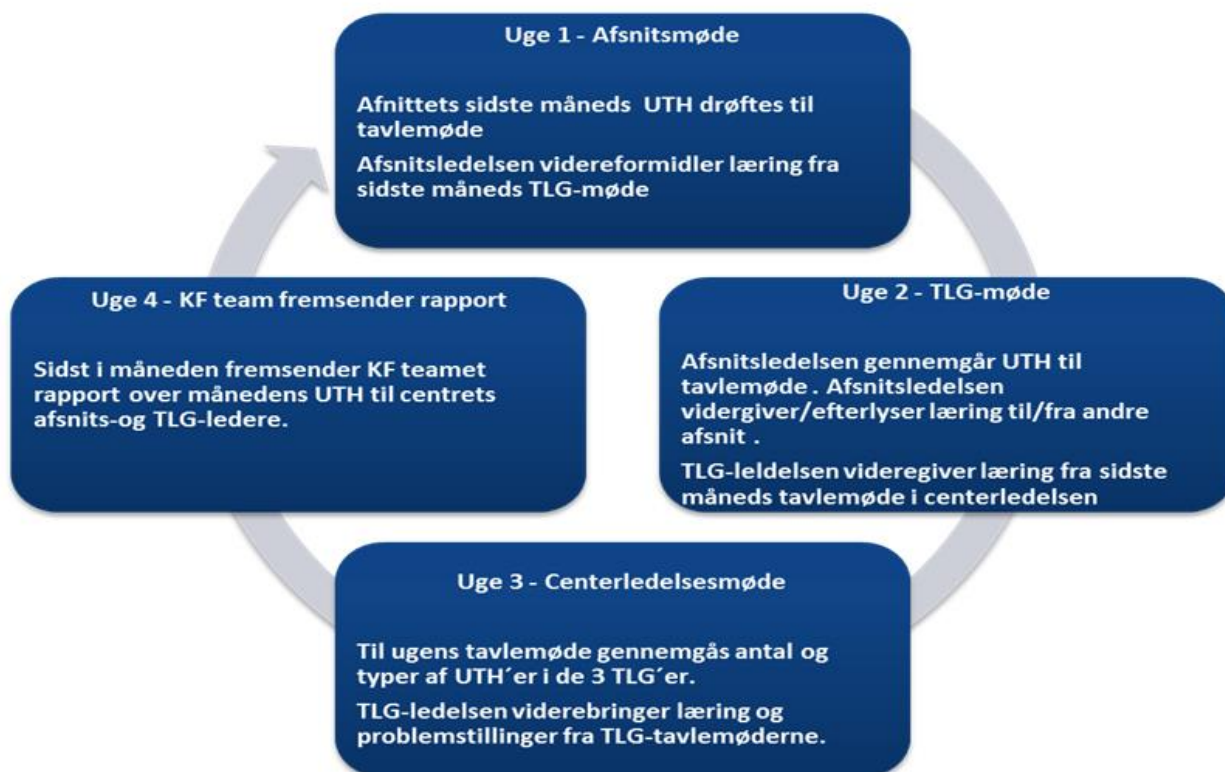 Uge 1 - Afsnitsmøde
Afnittets sidste måneds UTH drøftes til
tavlemøde
Afsnitsledelsen videreformidler læring fra
sidste måneds TLG-møde
Uge 2 - TLG-møde
Afsnitsledelsen gennemgår UTH til
tavlemøde . Afsnitsledelsen
vidergiver/efterlyser læring til/fra andre
afsnit .
TLG-leldelsen videregiver læring fra sidste
måneds tavlemøde i centerledelsen
Uge 3 - Centerledelsesmøde
Til ugens tavlemøde gennemgås antal og
typer af UTH´er i de 3 TLG´er.
TLG-ledelsen viderebringer læring og
problemstillinger fra TLG-tavlemøderne.
Uge 4 - KF team fremsender rapport
Sidst i måneden fremsender KF teamet
rapport over månedens UTH til centrets
afsnits-og TLG-ledere.